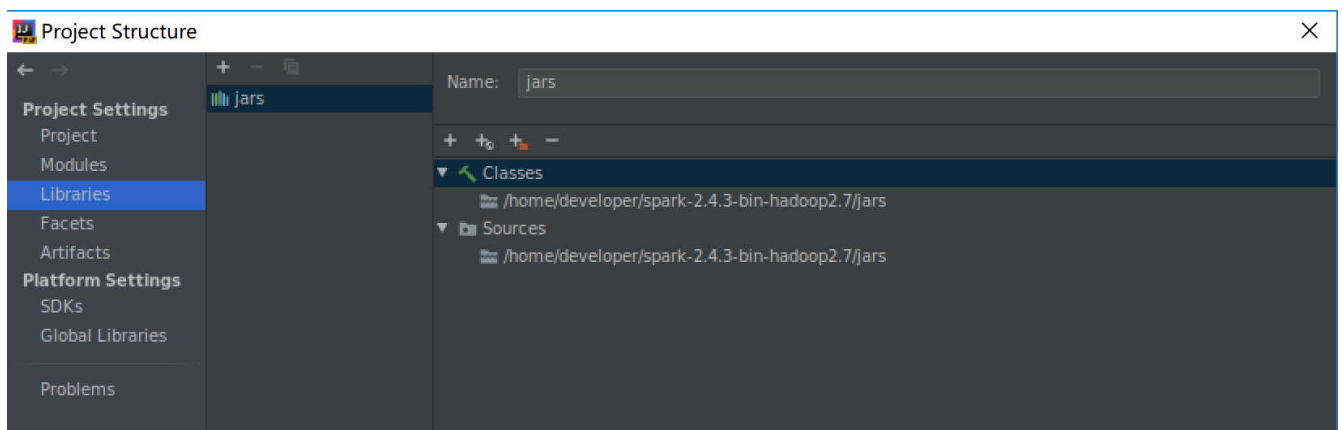 Project Structure
Project Settings
Project
Modules
Libraries
Facets
Artifacts
Platform Settings
SDKs
Global Libraries
Problems
jars
Name: jars
Classes
/home/developer/spark-2.4.3-bin-hadoop2.7/jars
Sources
/home/developer/spark-2.4.3-bin-hadoop2.7/jars